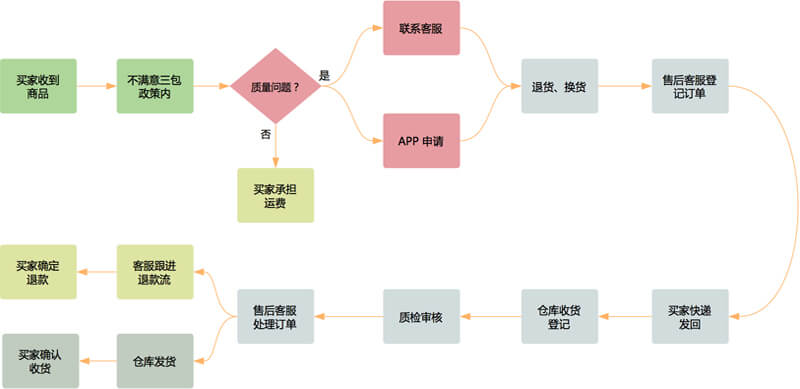 买家收到
商品
不满意三包
政策内
质量问题？
是
否
联系客服
APP 申请
买家承担
运费
退货、换货
售后客服登
记订单
买家快递
发回
仓库收货
登记
质检审核
售后客服
处理订单
客服跟进
退款流
买家确定
退款
仓库发货
买家确认
收货